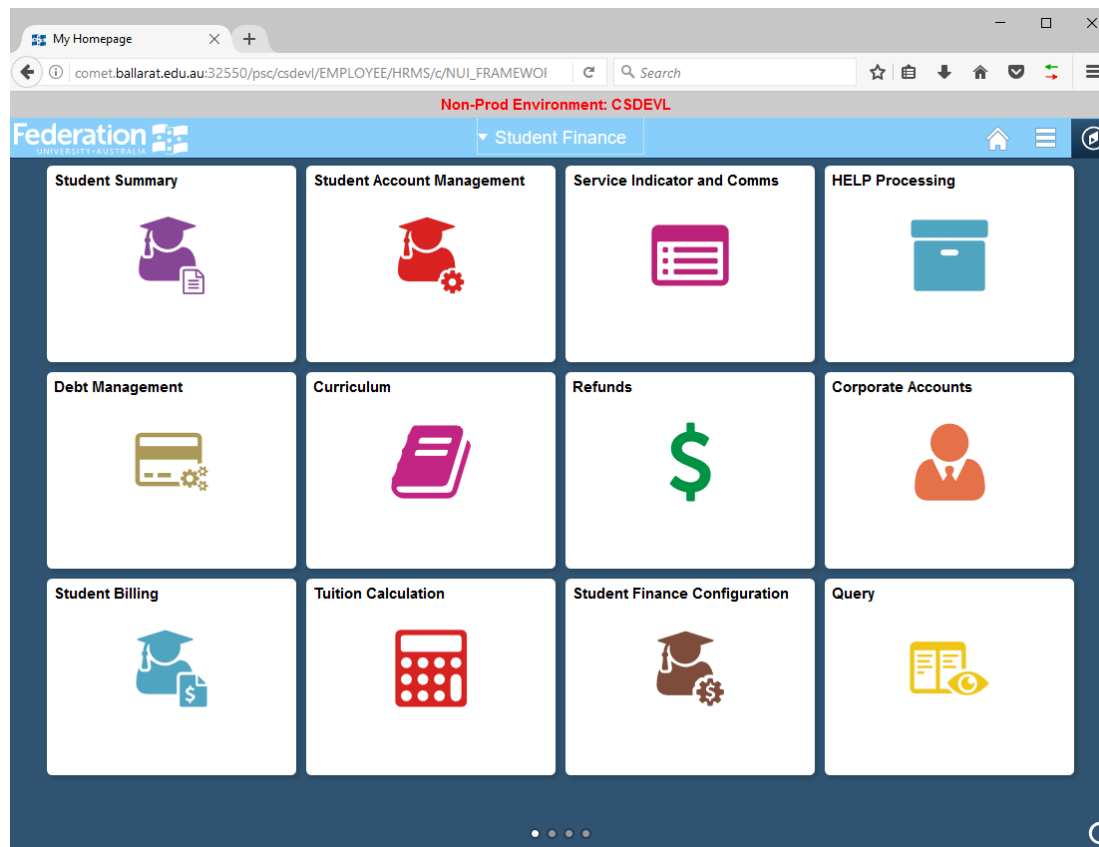 My Homepage
comet.ballarat.edu.au:32550/psc/csdevl/EMPLOYEE/HRMS/c/NUI_FRAMEWO
Search
Non-Prod Environment: CSDEVL
Federation
UNIVERSITY•AUSTRALIA
Student Finance
Student Summary
Student Account Management
Service Indicator and Comms
HELP Processing
Debt Management
Curriculum
Refunds
Corporate Accounts
$
Student Billing
Tuition Calculation
Student Finance Configuration
Query
$
$